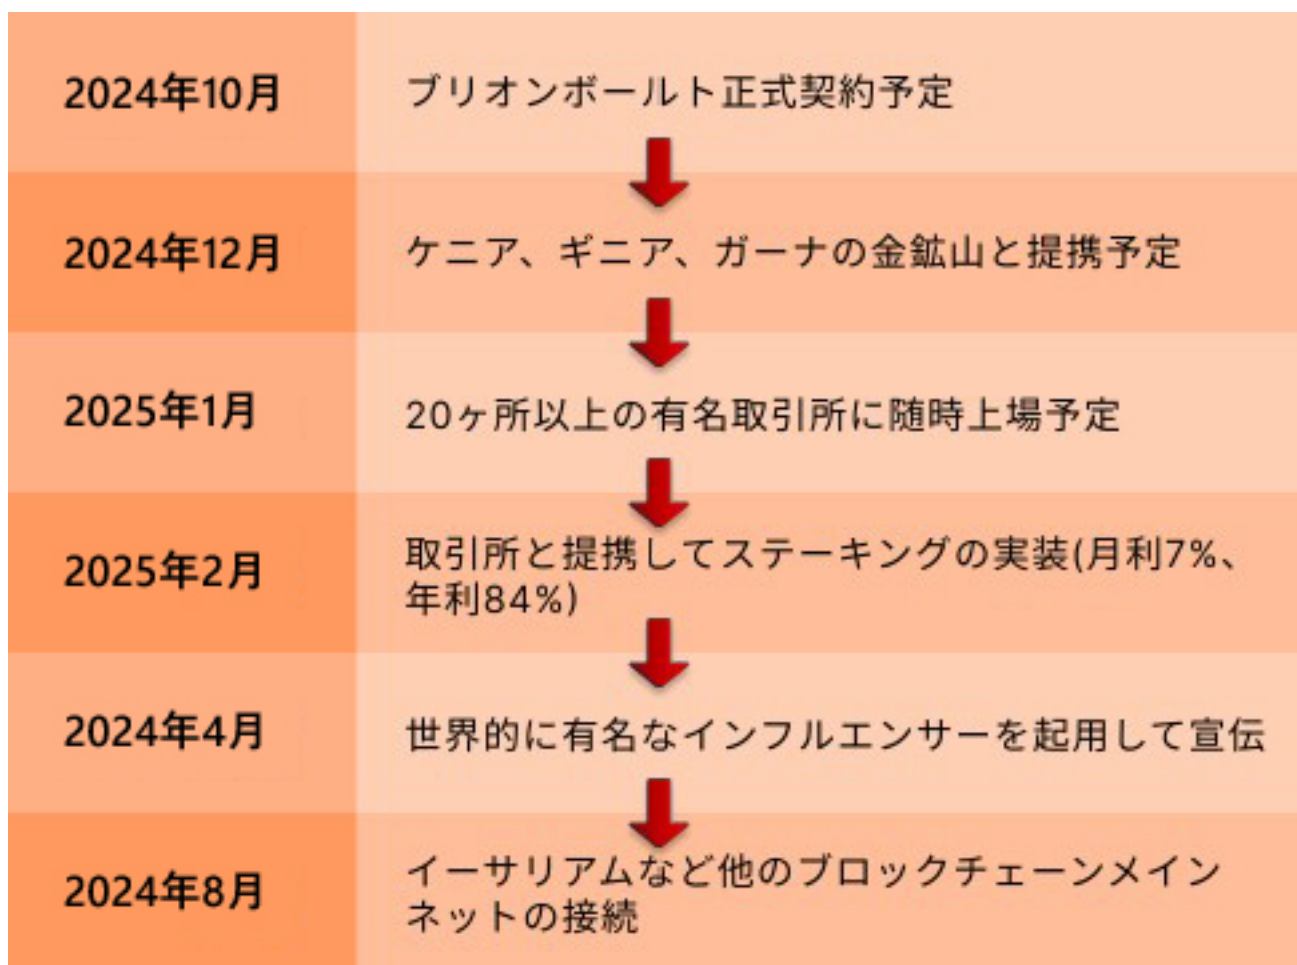 2024年10月
ブリオンボールト正式契約予定
2024年12月
ケニア、ギニア、ガーナの金鉱山と提携予定
2025年1月
20ヶ所以上の有名取引所に随時上場予定
2025年2月
取引所と提携してステーキングの実装(月利7%、
年利84%)
2024年4月
世界的に有名なインフルエンサーを起用して宣伝
2024年8月
イーサリアムなど他のブロックチェーンメイン
ネットの接続